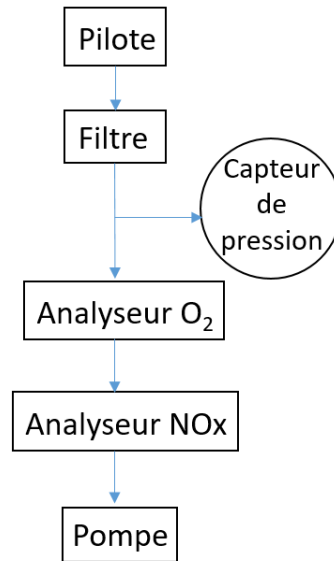 Pilote
Filtre
Capteur
de
pression
Analyseur O₂
Analyseur NOx
Pompe